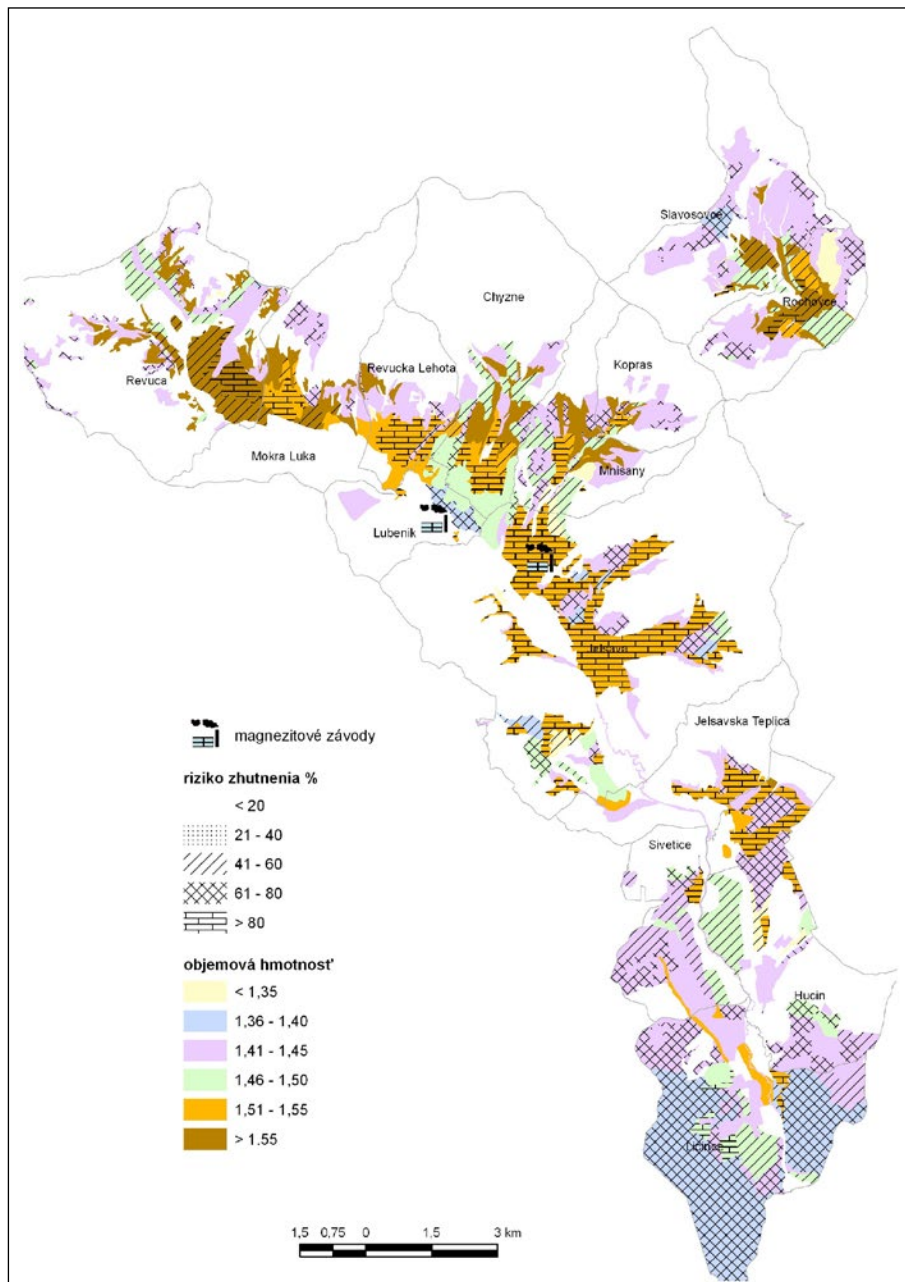 Slavosovce
Chyzne
Rochovce
Revucka Lehota
Kopras
Revuca
Mokra Luka
Mnisany
Lubenik
Jelsavska Teplica
magnezitové závody
riziko zhutnenia %
< 20
21 - 40
41 - 60
61 - 80
> 80
Sivetice
objemová hmotnosť
< 1,35
1,36 - 1,40
Hucin
1,41 - 1,45
1,46 - 1,50
1,51 - 1,55
> 1.55
1,5 0,75 0 1,5 3 km